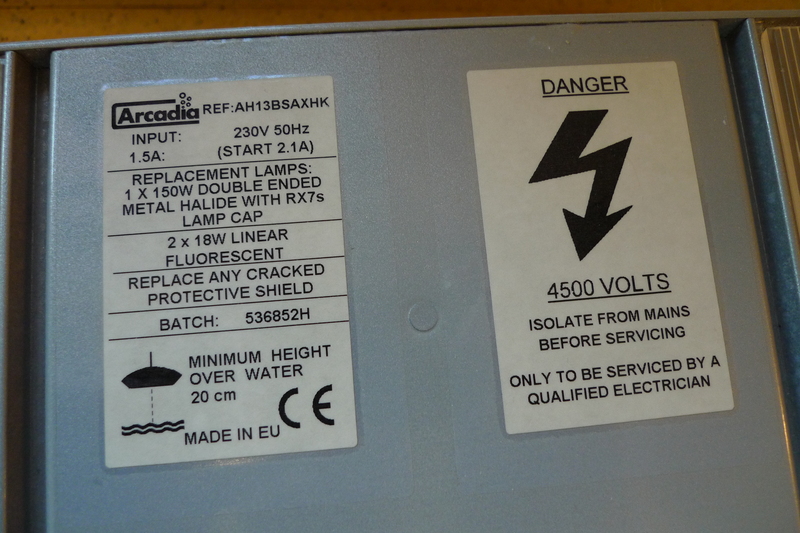 Arcadia REF:AH13BSAXHK
INPUT: 230V 50Hz
1.5A: (START 2.1A)
REPLACEMENT LAMPS:
1 X 150W DOUBLE ENDED
METAL HALIDE WITH RX7s
LAMP CAP
2 x 18W LINEAR
FLUORESCENT
REPLACE ANY CRACKED
PROTECTIVE SHIELD
BATCH: 536852H
MINIMUM HEIGHT
OVER WATER
20 cm
CE
MADE IN EU
DANGER
4500 VOLTS
ISOLATE FROM MAINS
BEFORE SERVICING
ONLY TO BE SERVICED BY A
QUALIFIED ELECTRICIAN